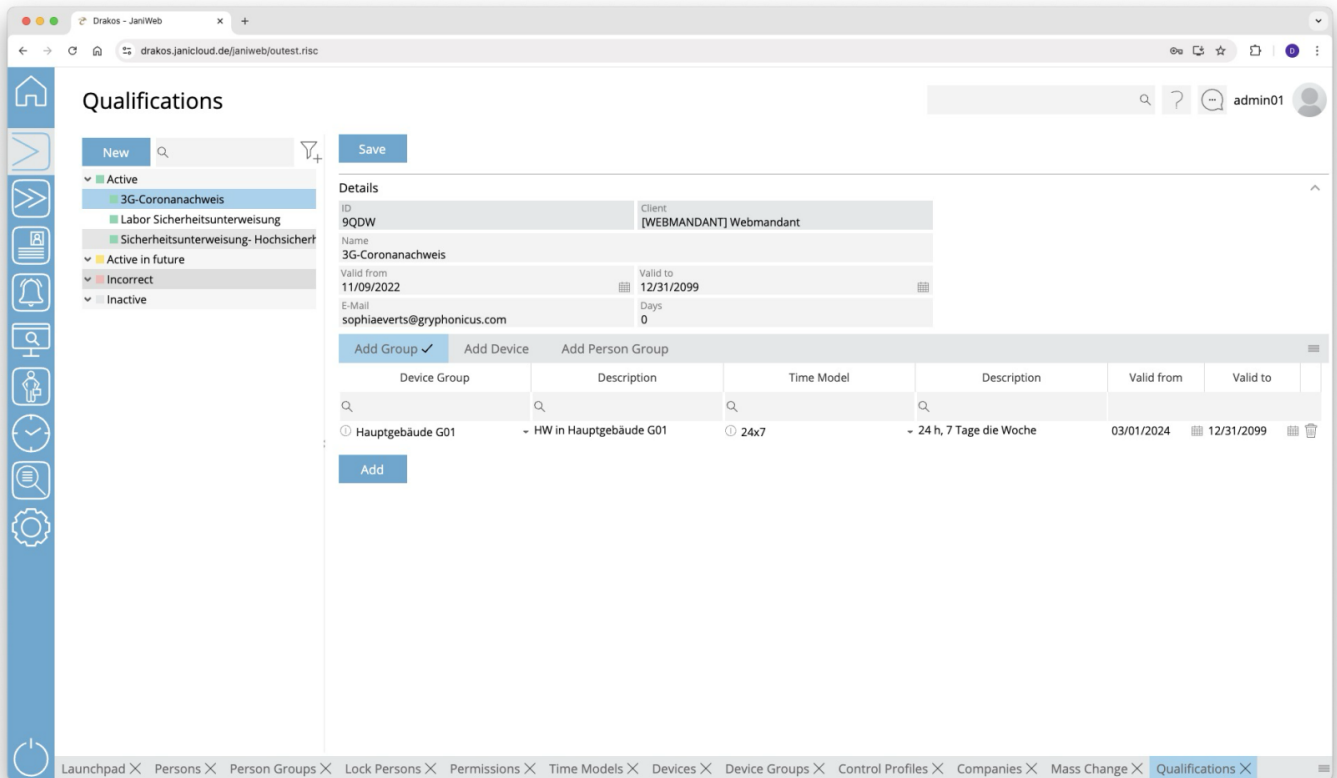 Drakos - JaniWeb
drakos.janicloud.de/janiweb/outest.risc
D
Qualifications
admin01
New
Save
Active
3G-Coronanachweis
Labor Sicherheitsunterweisung
Sicherheitsunterweisung- Hochsicherh
Active in future
Incorrect
Inactive
Details
ID
9QDW
Client
[WEBMANDANT] Webmandant
Name
3G-Coronanachweis
Valid from
11/09/2022
Valid to
12/31/2099
E-Mail
sophiaeverts@gryphonicus.com
Days
0
Add Group Add Device Add Person Group
Device Group Description Time Model Description Valid from Valid to
Hauptgebäude G01 HW in Hauptgebäude G01 24x7 24 h, 7 Tage die Woche 03/01/2024 12/31/2099
Add
Launchpad Persons Person Groups Lock Persons Permissions Time Models Devices Device Groups Control Profiles Companies Mass Change Qualifications